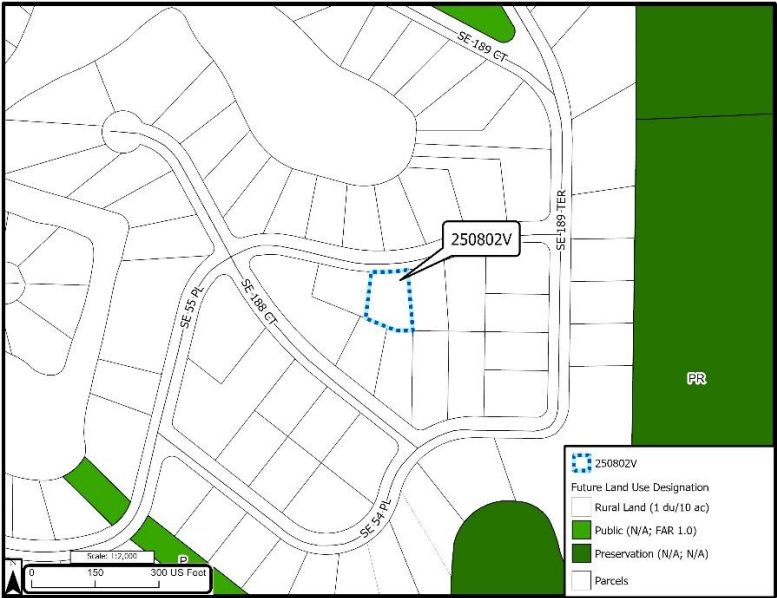 SE-189 CT
250802V
SE-189-TER
SE 55 PL
SE-188 CT
PR
SE 54 PL
P
250802V
Future Land Use Designation
Rural Land (1 du/10 ac)
Public (N/A; FAR 1.0)
Preservation (N/A; N/A)
Parcels
Scale: 1:2,000
N
0 150 300 US Feet